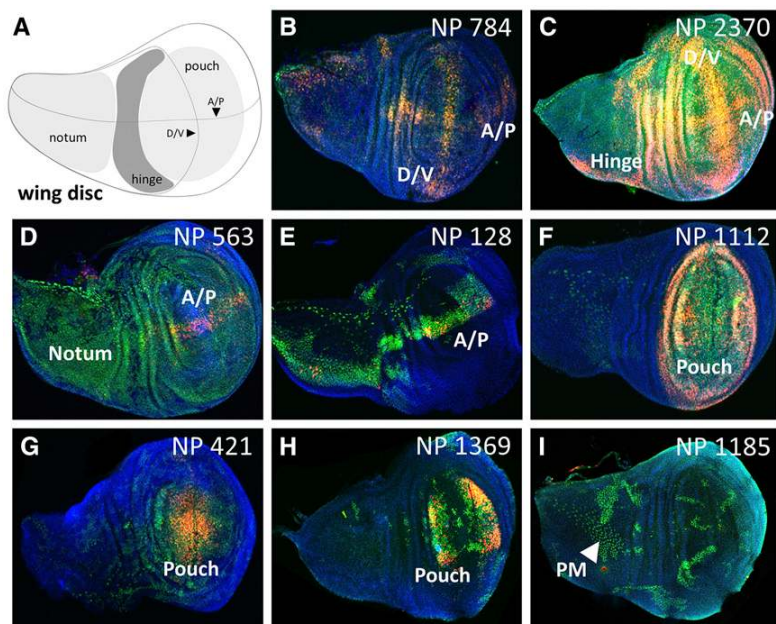 A
pouch
A/P
D/V
notum
hinge
wing disc
B
NP 784
D/V
A/P
C
NP 2370
D/V
A/P
Hinge
D
NP 563
A/P
Notum
E
NP 128
A/P
F
NP 1112
Pouch
G
NP 421
Pouch
H
NP 1369
Pouch
I
NP 1185
PM